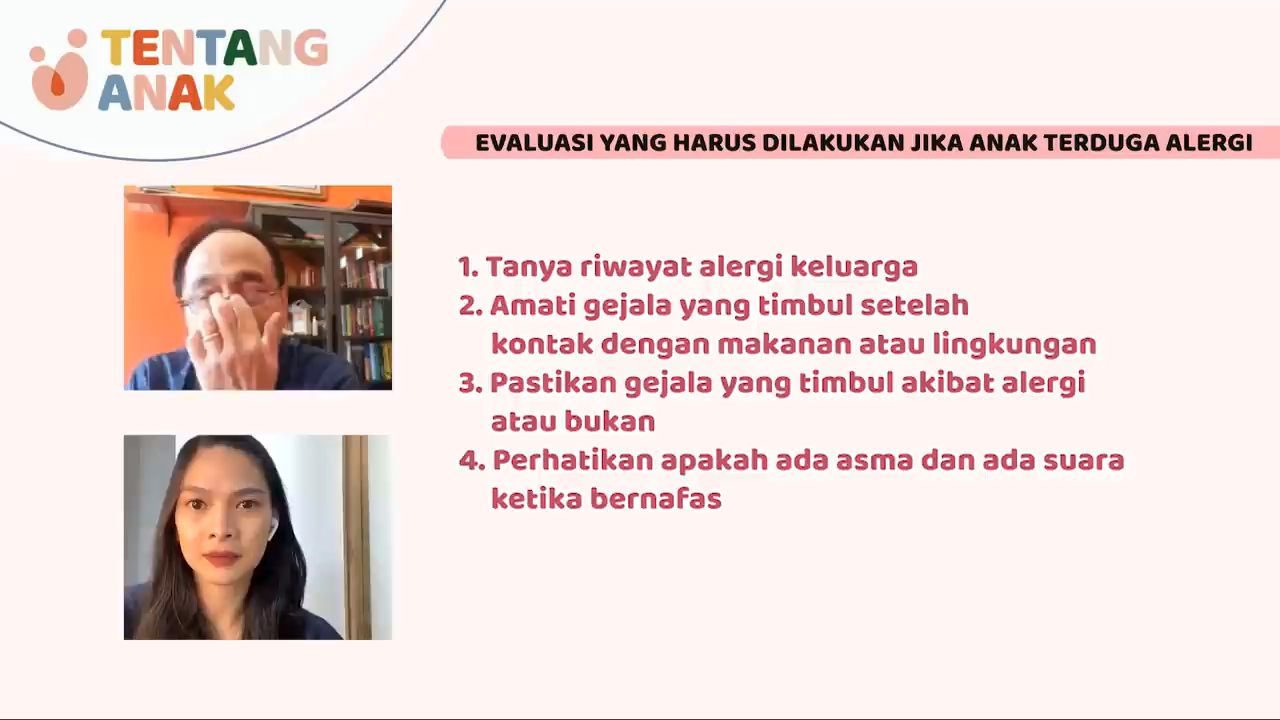 TENTANG
ANAK
EVALUASI YANG HARUS DILAKUKAN JIKA ANAK TERDUGA ALERGI
1. Tanya riwayat alergi keluarga
2. Amati gejala yang timbul setelah
kontak dengan makanan atau lingkungan
3. Pastikan gejala yang timbul akibat alergi
atau bukan
4. Perhatikan apakah ada asma dan ada suara
ketika bernafas